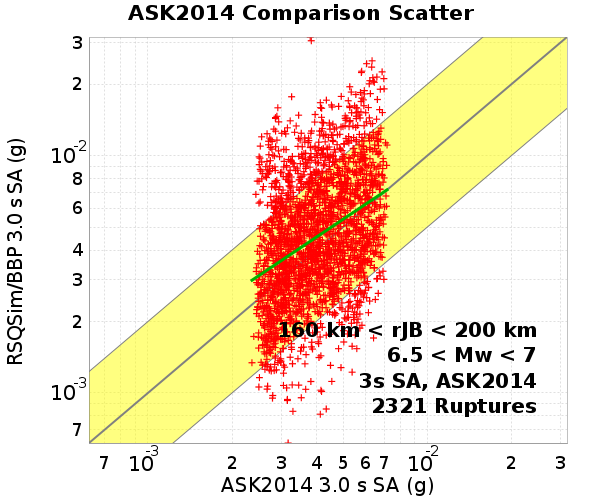 ASK2014 Comparison Scatter
RSQSim/BBP 3.0 s SA (g)
3
2
10-2
8
6
4
3
2
10-3
7
160 km < rJB < 200 km
6.5 < Mw < 7
3s SA, ASK2014
2321 Ruptures
7 10-3 2 3 4 5 6 7 10-2 2 3
ASK2014 3.0 s SA (g)